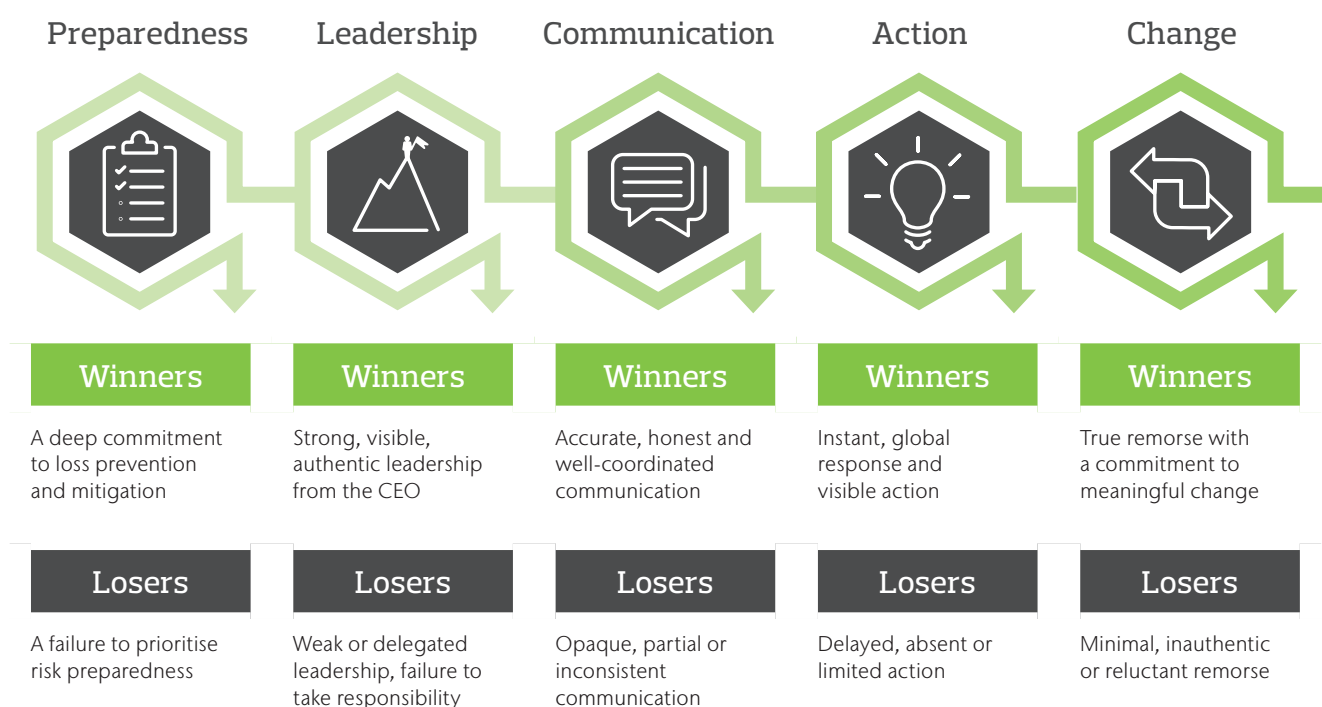 Preparedness
Leadership
Communication
Action
Change
Winners
Winners
Winners
Winners
Winners
A deep commitment
to loss prevention
and mitigation
Strong, visible,
authentic leadership
from the CEO
Accurate, honest and
well-coordinated
communication
Instant, global
response and
visible action
True remorse with
a commitment to
meaningful change
Losers
Losers
Losers
Losers
Losers
A failure to prioritise
risk preparedness
Weak or delegated
leadership, failure to
take responsibility
Opaque, partial or
inconsistent
communication
Delayed, absent or
limited action
Minimal, inauthentic
or reluctant remorse